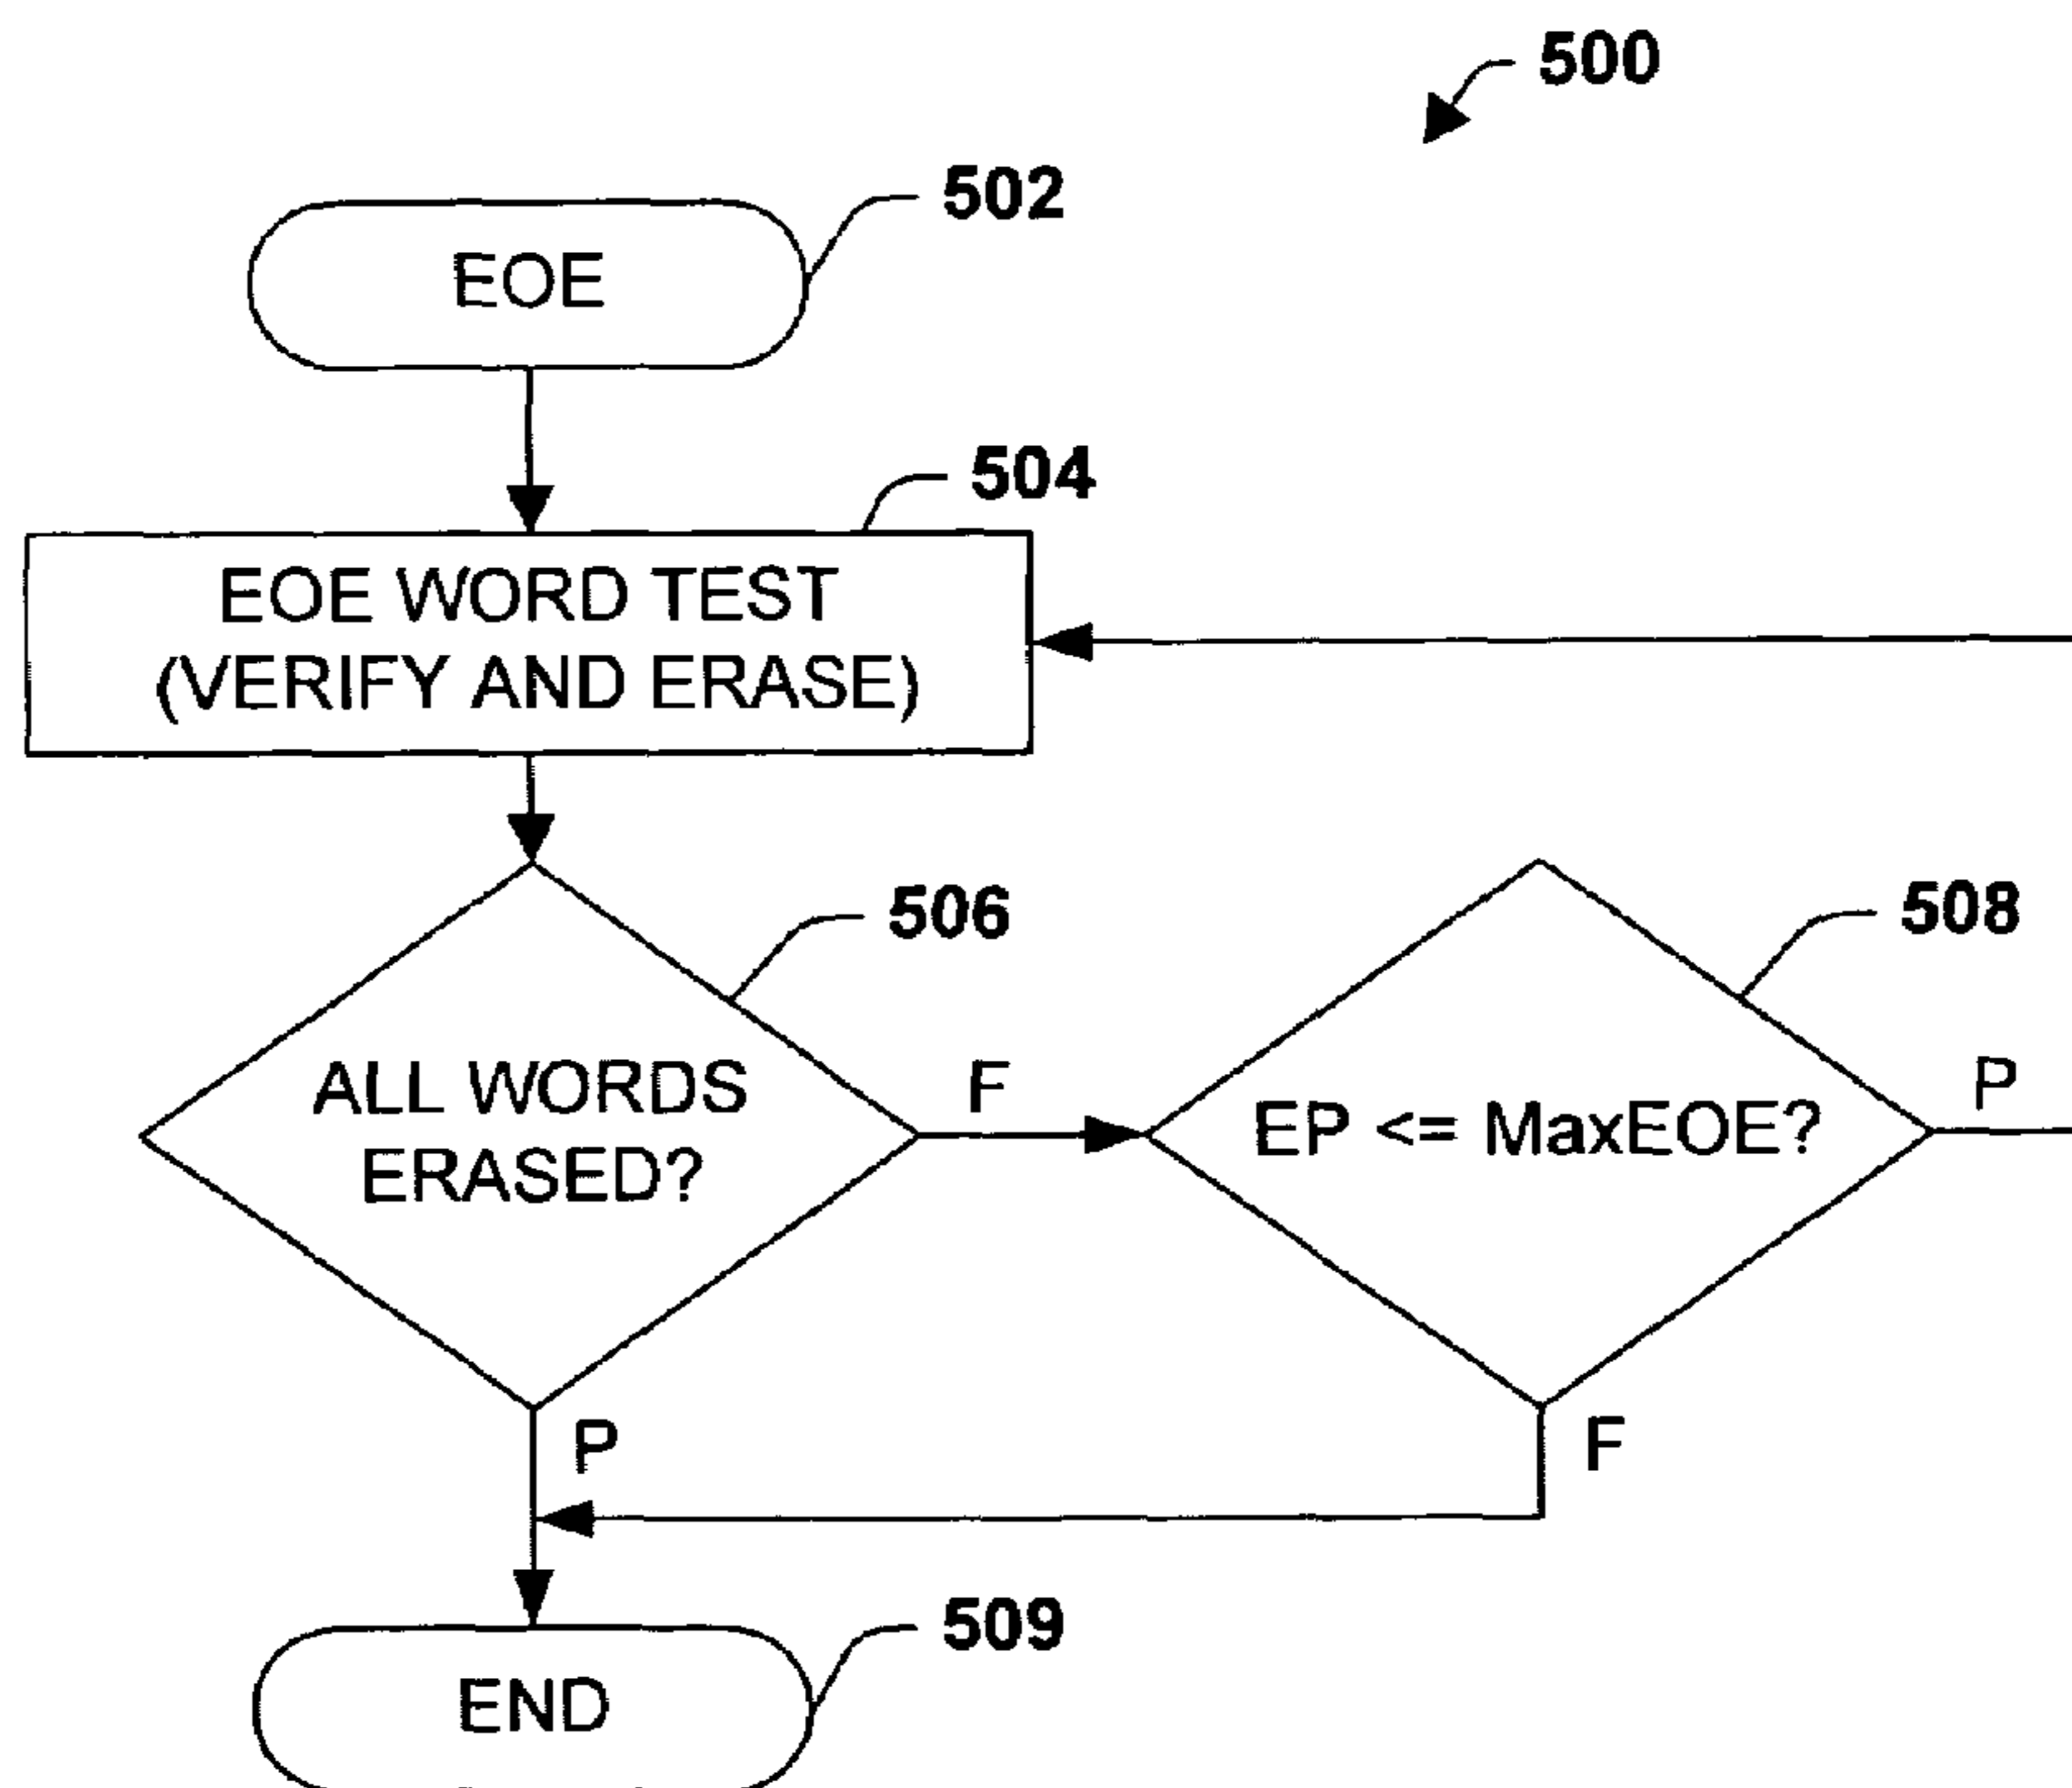 500
502
EOE
504
EOE WORD TEST
(VERIFY AND ERASE)
506
508
ALL WORDS
ERASED?
F
EP <= MaxEOE?
P
P
F
509
END